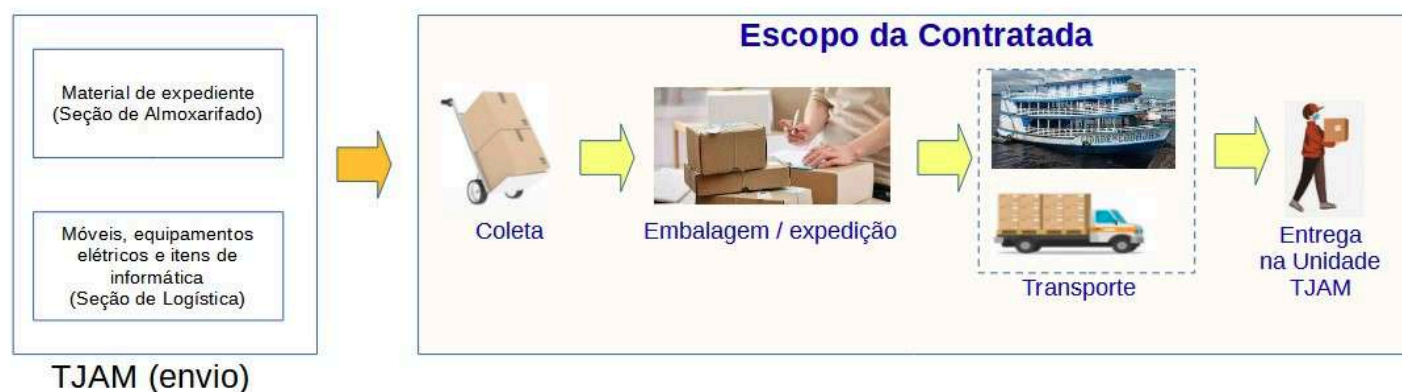 Escopo da Contratada
Material de expediente
(Seção de Almoxarifado)
Móveis, equipamentos
elétricos e itens de
informática
(Seção de Logística)
TJAM (envio)
Coleta
Embalagem / expedição
Transporte
Entrega
na Unidade
TJAM